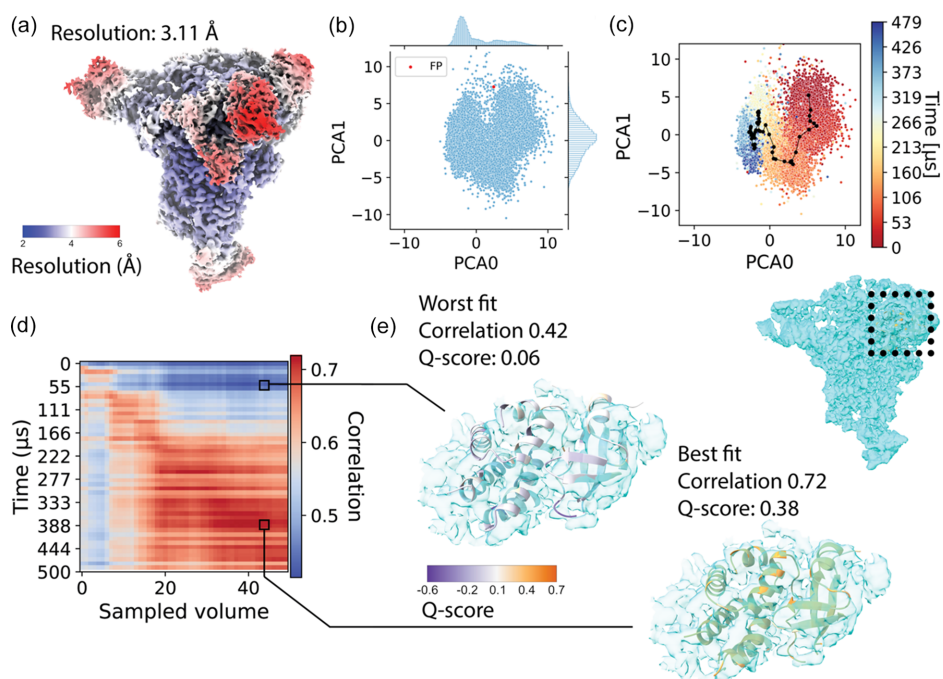 (a)
Resolution: 3.11 Å
2 4 6
Resolution (Å)
(b)
FP
10
5
0
−5
−10
PCA1
−10 0 10
PCA0
(c)
10
5
0
−5
−10
PCA1
−10 0 10
PCA0
479
426
373
319
266
213
160
106
53
0
Time [μs]
(d)
0
55
111
166
222
277
333
388
444
500
Time (μs)
0 20 40
Sampled volume
0.7
0.6
0.5
Correlation
(e)
Worst fit
Correlation 0.42
Q-score: 0.06
-0.6 -0.2 0.1 0.4 0.7
Q-score
Best fit
Correlation 0.72
Q-score: 0.38